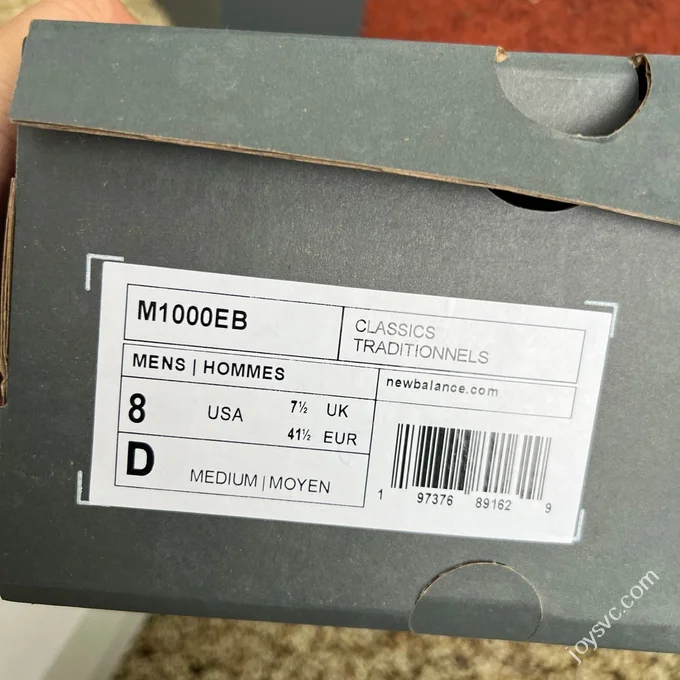 M1000EB
CLASSICS
TRADITIONNELS
MENS | HOMMES
newbalance.com
8 USA 7½ UK
41½ EUR
D MEDIUM | MOYEN
1 97376 89162 9
joysvc.com